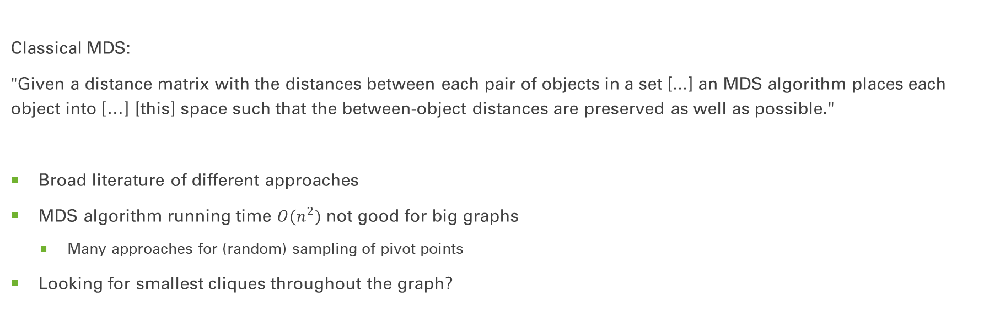 Classical MDS:
"Given a distance matrix with the distances between each pair of objects in a set [...] an MDS algorithm places each
object into [...] [this] space such that the between-object distances are preserved as well as possible."
▪ Broad literature of different approaches
▪ MDS algorithm running time 𝑂(𝑛²) not good for big graphs
▪ Many approaches for (random) sampling of pivot points
▪ Looking for smallest cliques throughout the graph?